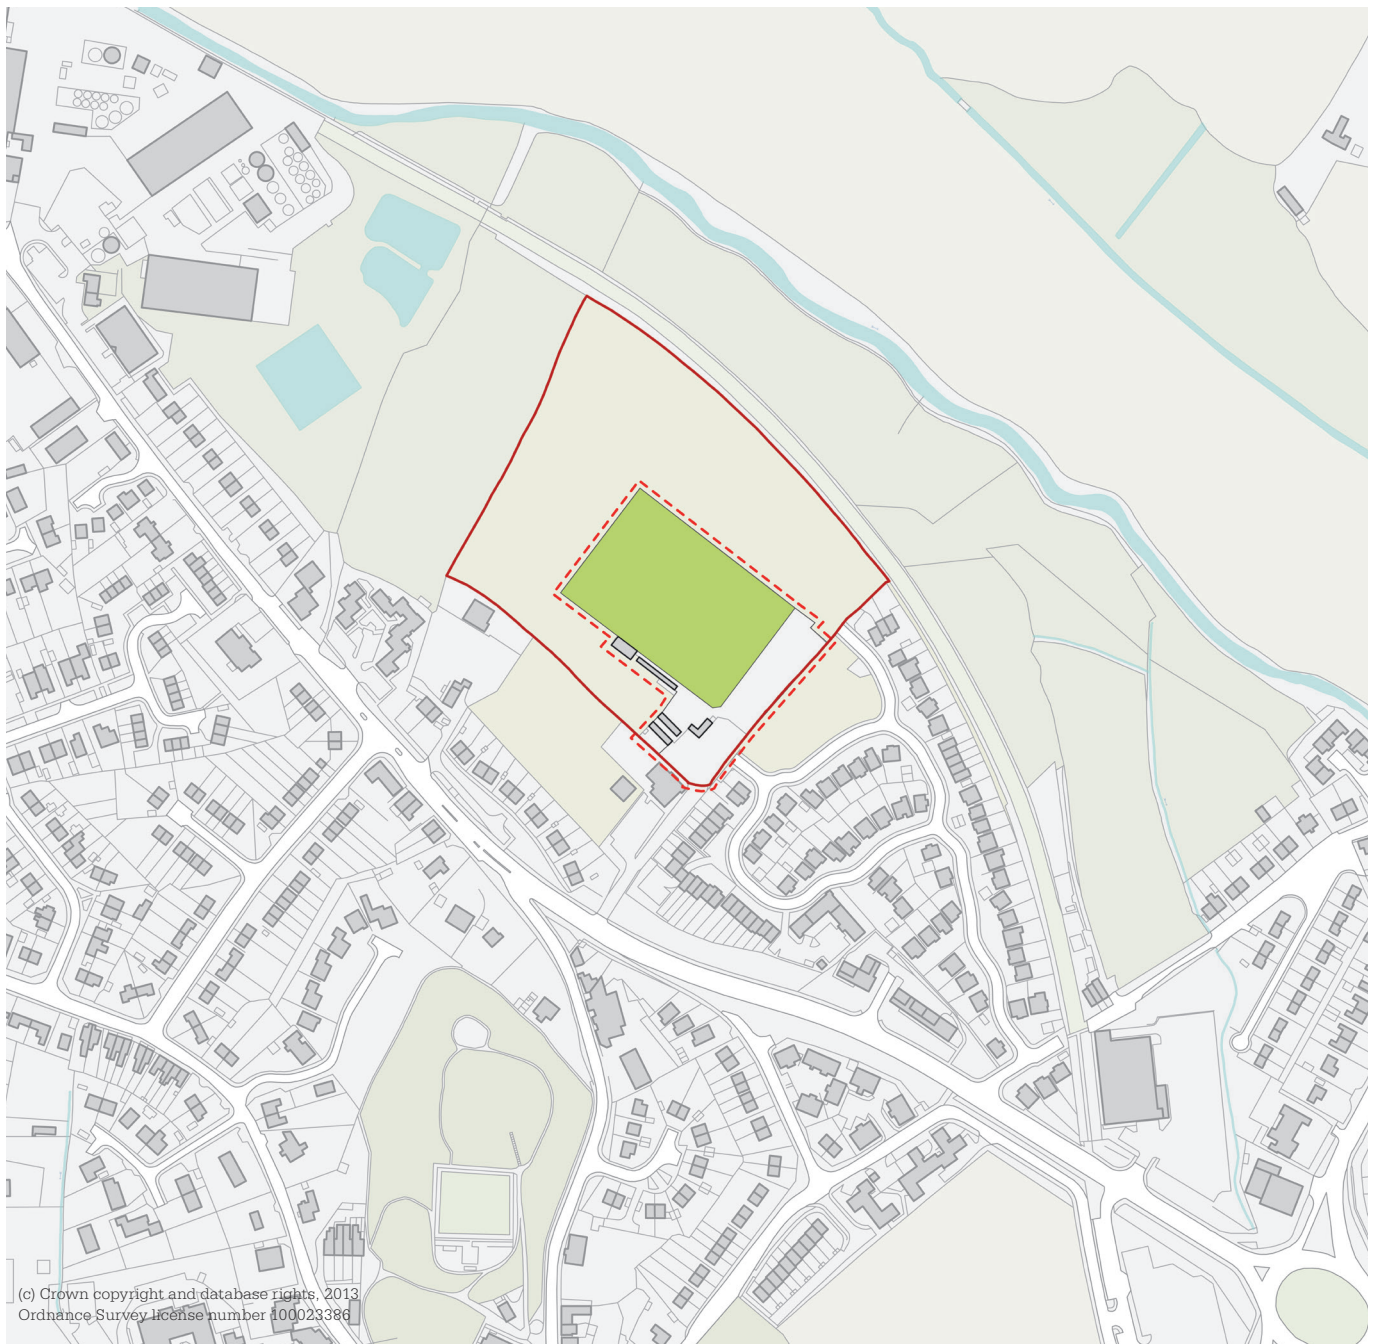 (c) Crown copyright and database rights, 2013
Ordnance Survey license number 100023386